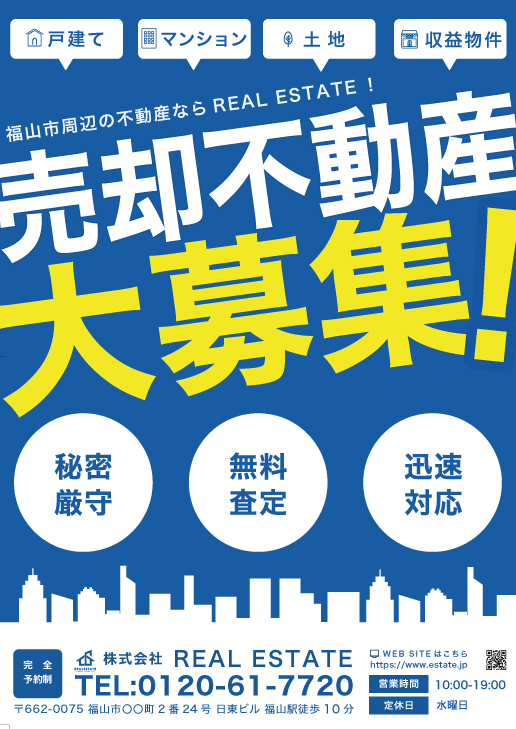 戸建て
マンション
土地
収益物件
福山市周辺の不動産なら REAL ESTATE !
売却不動産
大募集!
秘密
厳守
無料
査定
迅速
対応
完全
予約制
REALESTATE
株式会社 REAL ESTATE
TEL:0120-61-7720
〒662-0075 福山市〇〇町2番24号 日東ビル 福山駅徒歩10分
WEB SITEはこちら
https://www.estate.jp
営業時間 10:00-19:00
定休日 水曜日